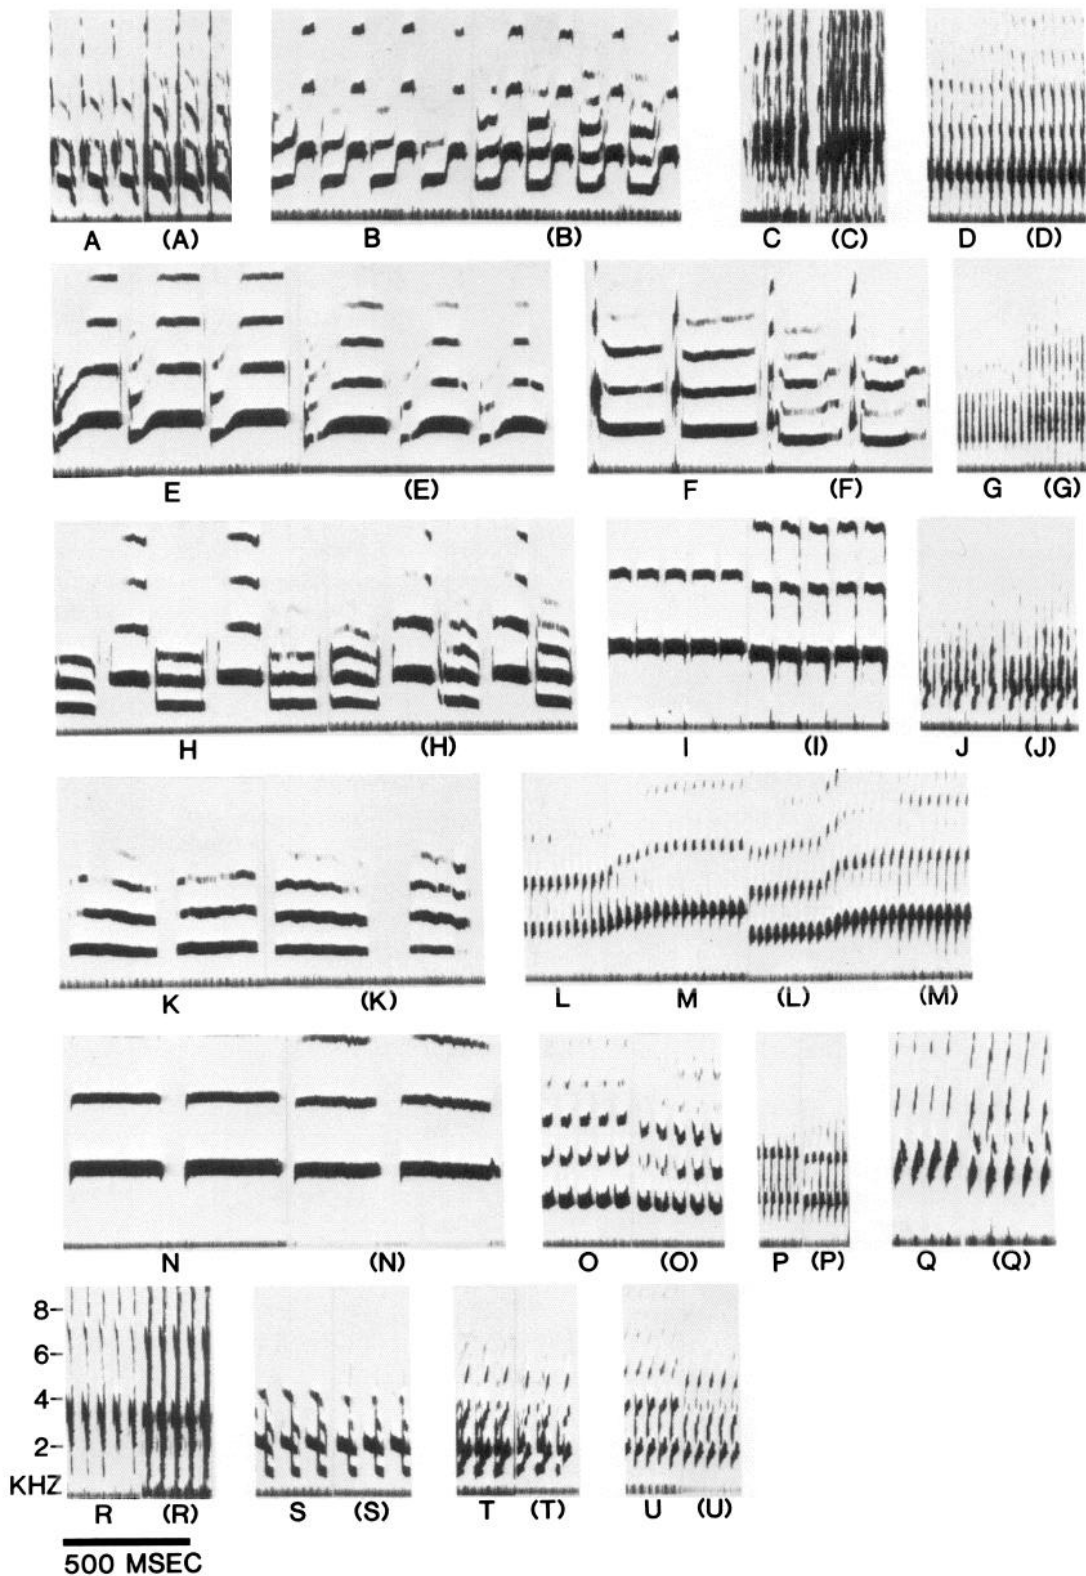 A (A) B (B) C (C) D (D)
E (E) F (F) G (G)
H (H) I (I) J (J)
K (K) L M (L) (M)
N (N) O (O) P (P) Q (Q)
8
6
4
2
KHZ
R (R) S (S) T (T) U (U)
500 MSEC